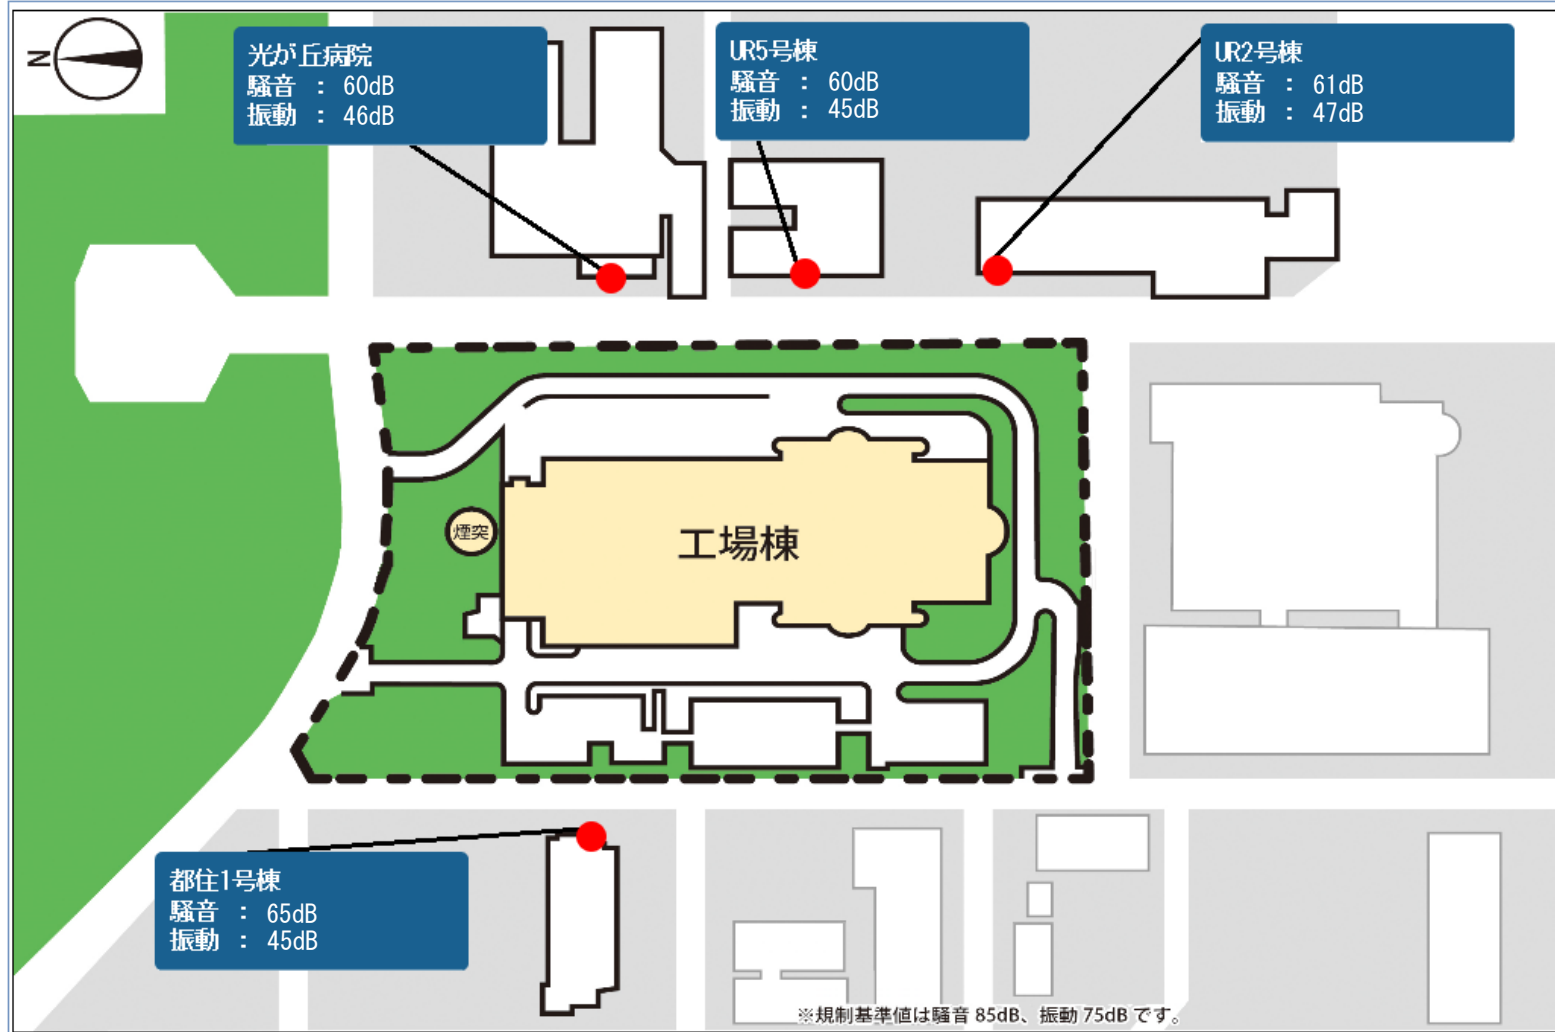 N
光が丘病院
騒音 : 60dB
振動 : 46dB
UR5号棟
騒音 : 60dB
振動 : 45dB
UR2号棟
騒音 : 61dB
振動 : 47dB
煙突
工場棟
都住1号棟
騒音 : 65dB
振動 : 45dB
※規制基準値は騒音 85dB、振動 75dB です。